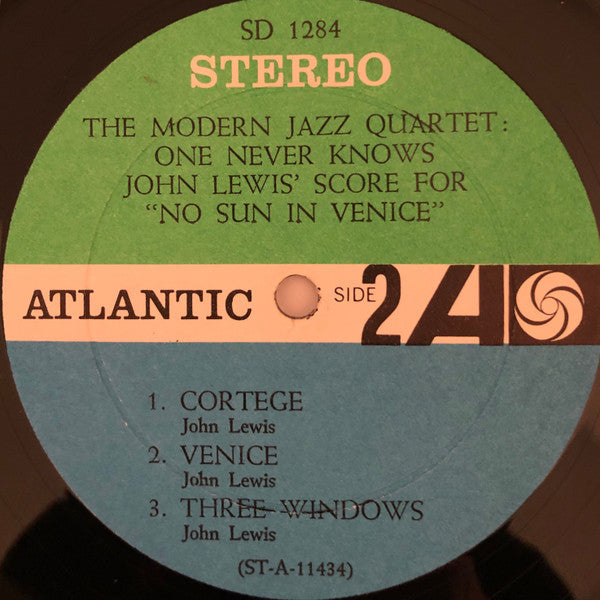 SD 1284
STEREO
THE MODERN JAZZ QUARTET:
ONE NEVER KNOWS
JOHN LEWIS' SCORE FOR
"NO SUN IN VENICE"
ATLANTIC SIDE 2 A
1. CORTEGE
John Lewis
2. VENICE
John Lewis
3. THREE WINDOWS
John Lewis
(ST-A-11434)